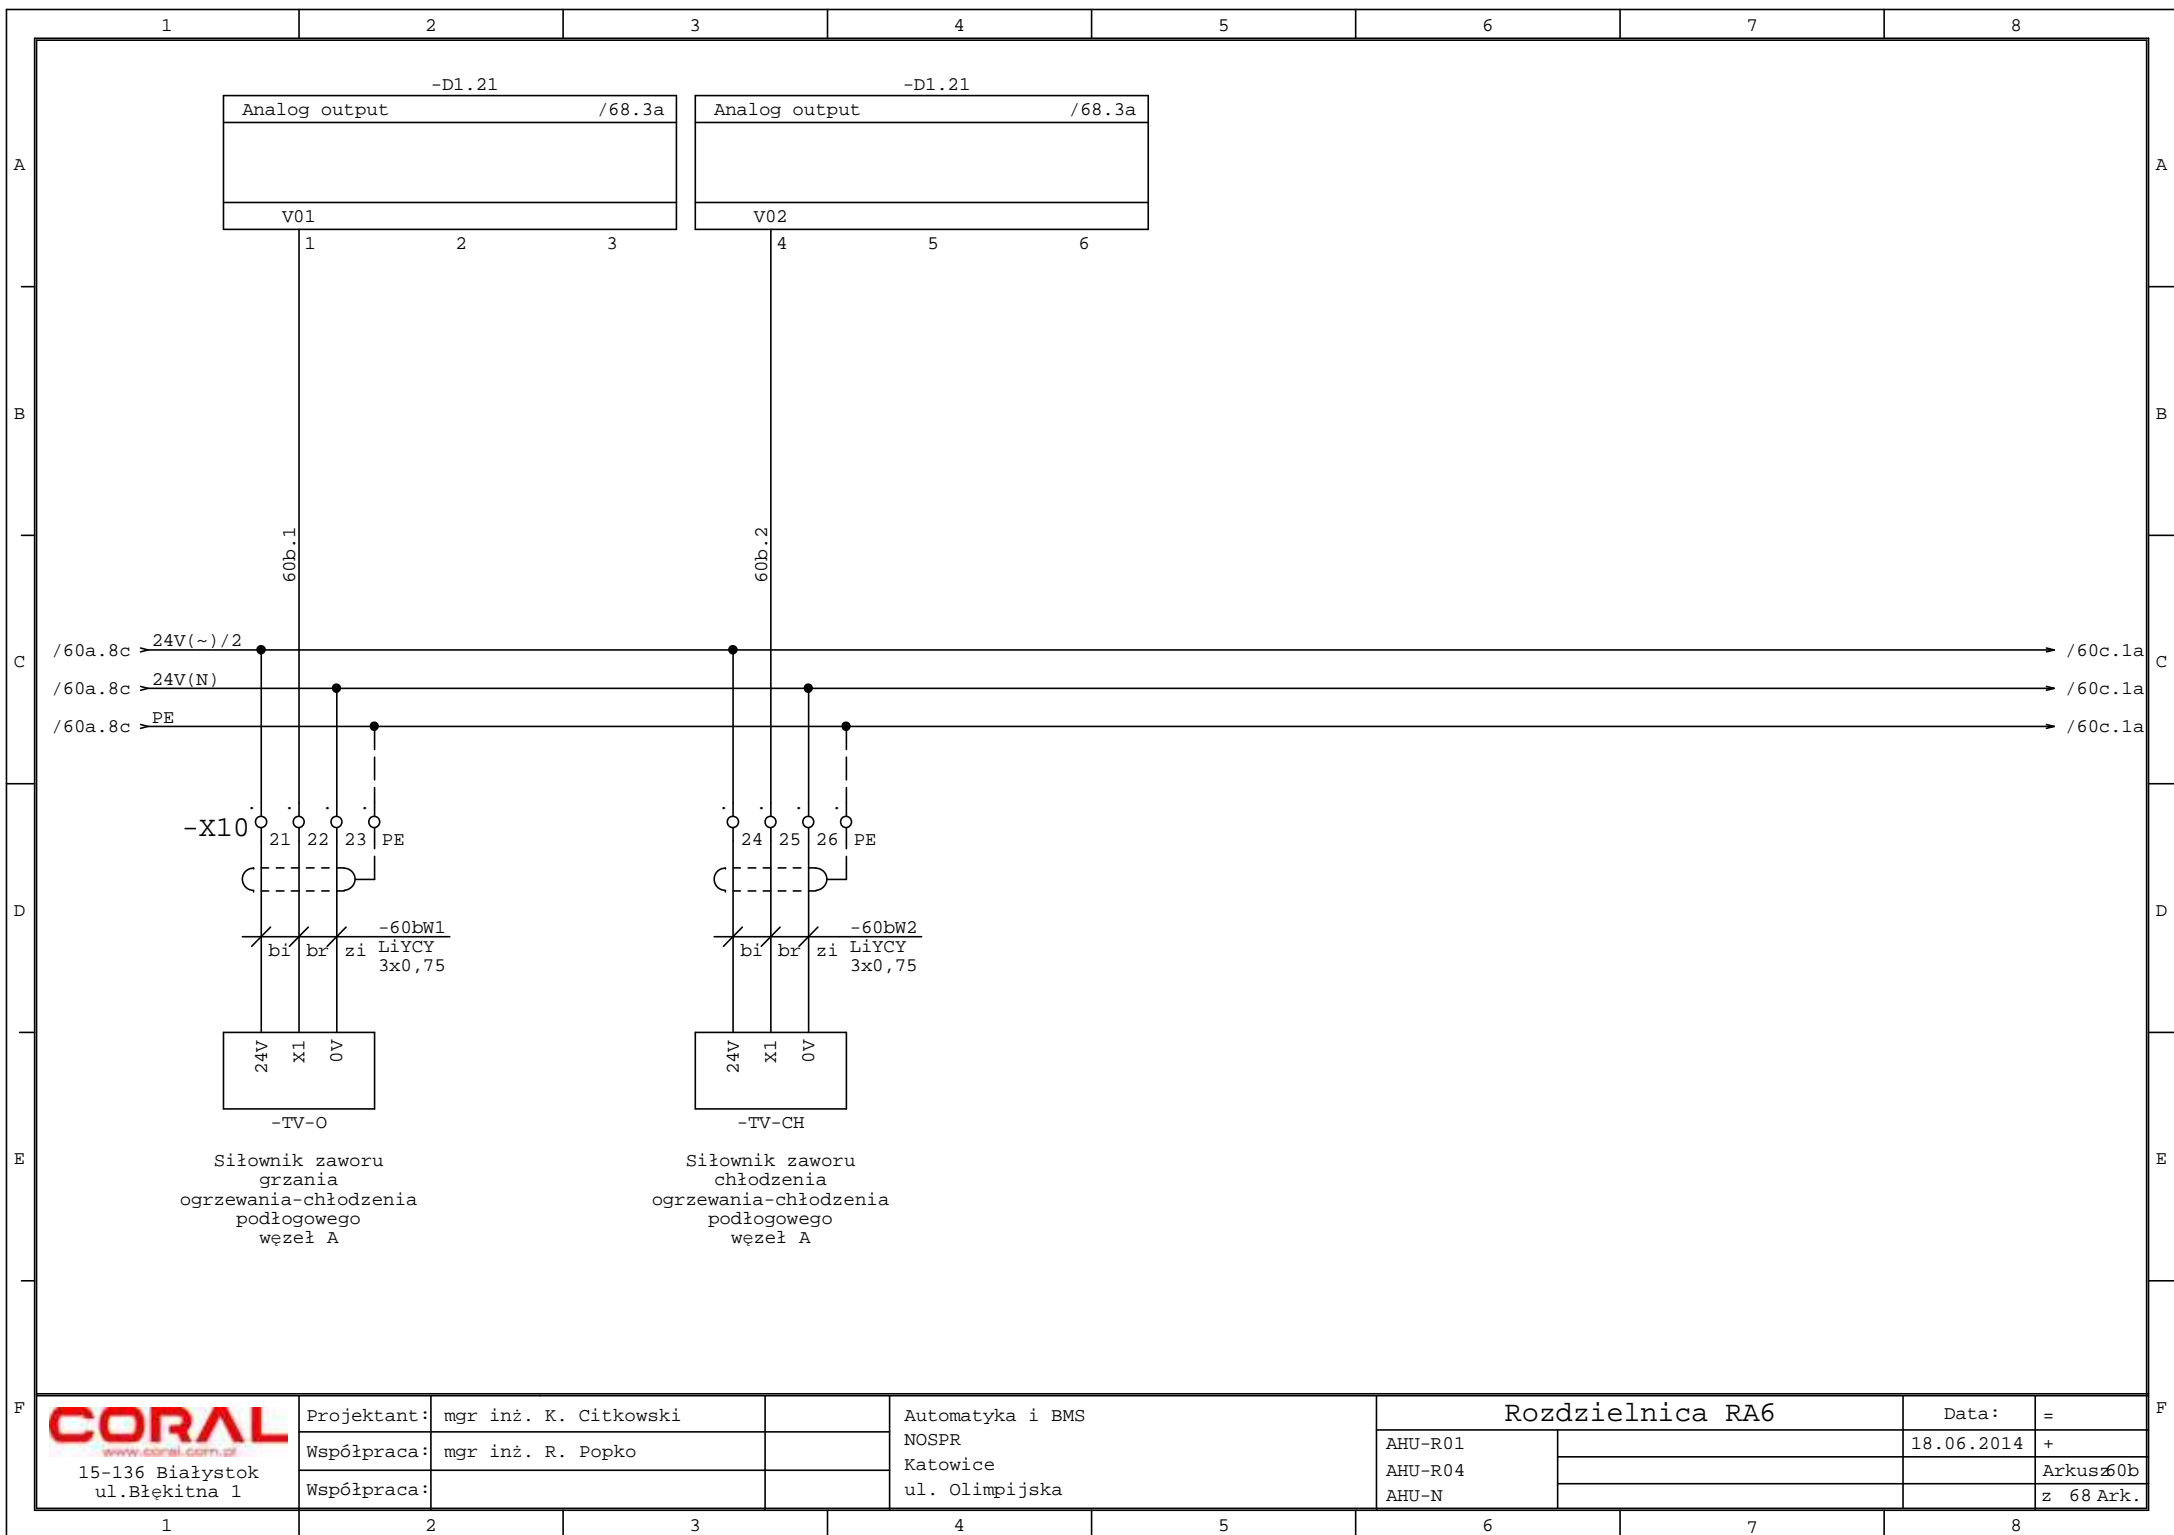 1 2 3 4 5 6 7 8
-D1.21 -D1.21
Analog output /68.3a Analog output /68.3a
A A
V01 V02
1 2 3 4 5 6
B B
60b.1 60b.2
/60a.8c 24V(~)/2 /60c.1a
C C
/60a.8c 24V(N) /60c.1a
/60a.8c PE /60c.1a
-X10 21 22 23 PE 24 25 26 PE
D D
-60bW1 -60bW2
bi br zi LiYCY bi br zi LiYCY
3x0,75 3x0,75
24V X1 0V 24V X1 0V
-TV-O -TV-CH
E E
Siłownik zaworu
grzania
ogrzewania-chłodzenia
podłogowego
węzeł A
Siłownik zaworu
chłodzenia
ogrzewania-chłodzenia
podłogowego
węzeł A
F F
CORAL
www.coral.com.pl
15-136 Białystok
ul.Błękitna 1
Projektant: mgr inż. K. Citkowski
Współpraca: mgr inż. R. Popko
Współpraca:
Automatyka i BMS
NOSPR
Katowice
ul. Olimpijska
Rozdzielnica RA6
AHU-R01
AHU-R04
AHU-N
Data: =
18.06.2014 +
Arkusz60b
z 68 Ark.
1 2 3 4 5 6 7 8